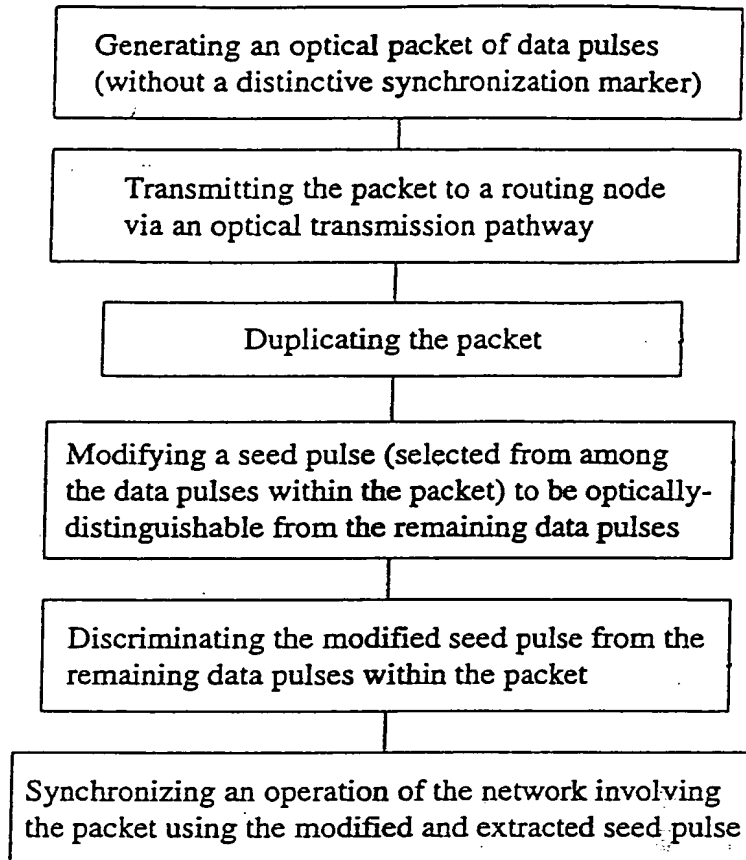 Generating an optical packet of data pulses
(without a distinctive synchronization marker)
Transmitting the packet to a routing node
via an optical transmission pathway
Duplicating the packet
Modifying a seed pulse (selected from among
the data pulses within the packet) to be optically-
distinguishable from the remaining data pulses
Discriminating the modified seed pulse from the
remaining data pulses within the packet
Synchronizing an operation of the network involving
the packet using the modified and extracted seed pulse